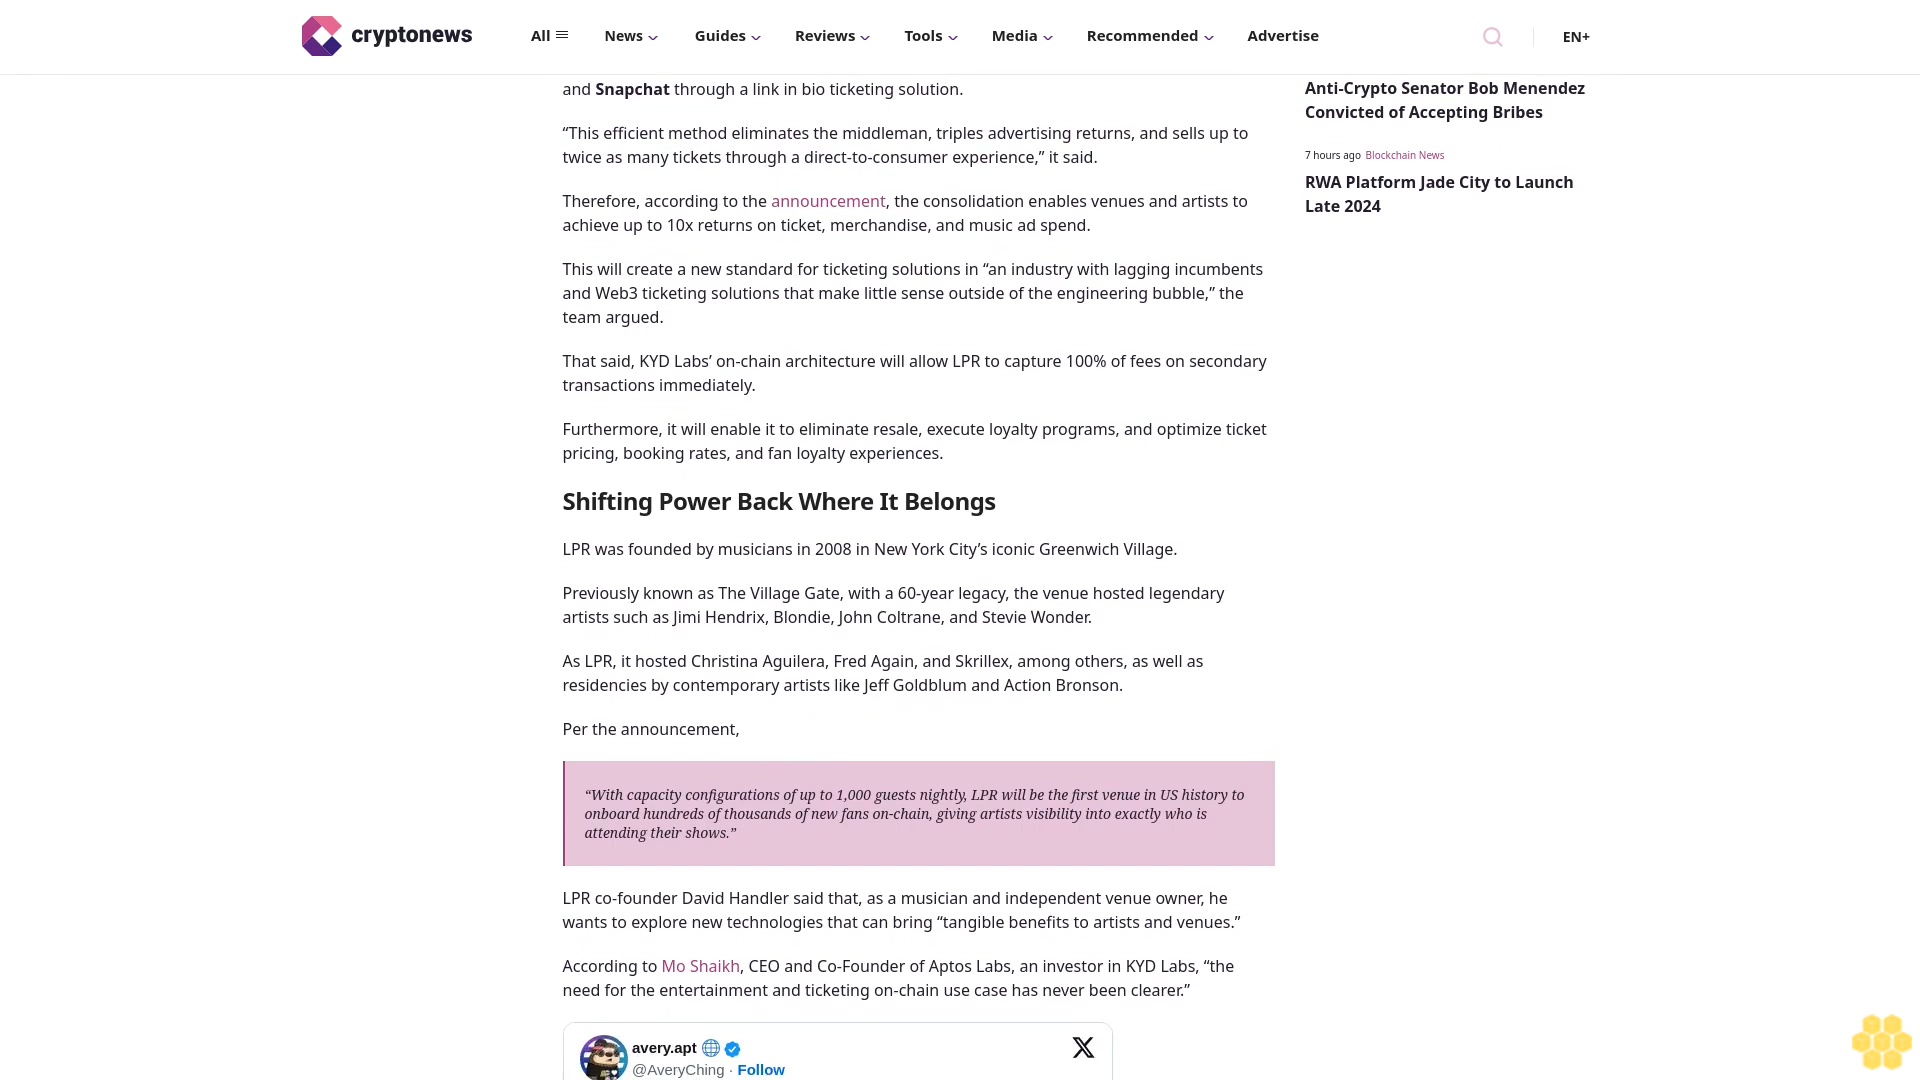 cryptonews
All
News
Guides
Reviews
Tools
Media
Recommended
Advertise
EN+
and Snapchat through a link in bio ticketing solution.
“This efficient method eliminates the middleman, triples advertising returns, and sells up to
twice as many tickets through a direct-to-consumer experience,” it said.
Therefore, according to the announcement, the consolidation enables venues and artists to
achieve up to 10x returns on ticket, merchandise, and music ad spend.
This will create a new standard for ticketing solutions in “an industry with lagging incumbents
and Web3 ticketing solutions that make little sense outside of the engineering bubble,” the
team argued.
That said, KYD Labs’ on-chain architecture will allow LPR to capture 100% of fees on secondary
transactions immediately.
Furthermore, it will enable it to eliminate resale, execute loyalty programs, and optimize ticket
pricing, booking rates, and fan loyalty experiences.
Shifting Power Back Where It Belongs
LPR was founded by musicians in 2008 in New York City’s iconic Greenwich Village.
Previously known as The Village Gate, with a 60-year legacy, the venue hosted legendary
artists such as Jimi Hendrix, Blondie, John Coltrane, and Stevie Wonder.
As LPR, it hosted Christina Aguilera, Fred Again, and Skrillex, among others, as well as
residencies by contemporary artists like Jeff Goldblum and Action Bronson.
Per the announcement,
“With capacity configurations of up to 1,000 guests nightly, LPR will be the first venue in US history to
onboard hundreds of thousands of new fans on-chain, giving artists visibility into exactly who is
attending their shows.”
LPR co-founder David Handler said that, as a musician and independent venue owner, he
wants to explore new technologies that can bring “tangible benefits to artists and venues.”
According to Mo Shaikh, CEO and Co-Founder of Aptos Labs, an investor in KYD Labs, “the
need for the entertainment and ticketing on-chain use case has never been clearer.”
avery.apt
@AveryChing · Follow
Anti-Crypto Senator Bob Menendez
Convicted of Accepting Bribes
7 hours ago Blockchain News
RWA Platform Jade City to Launch
Late 2024